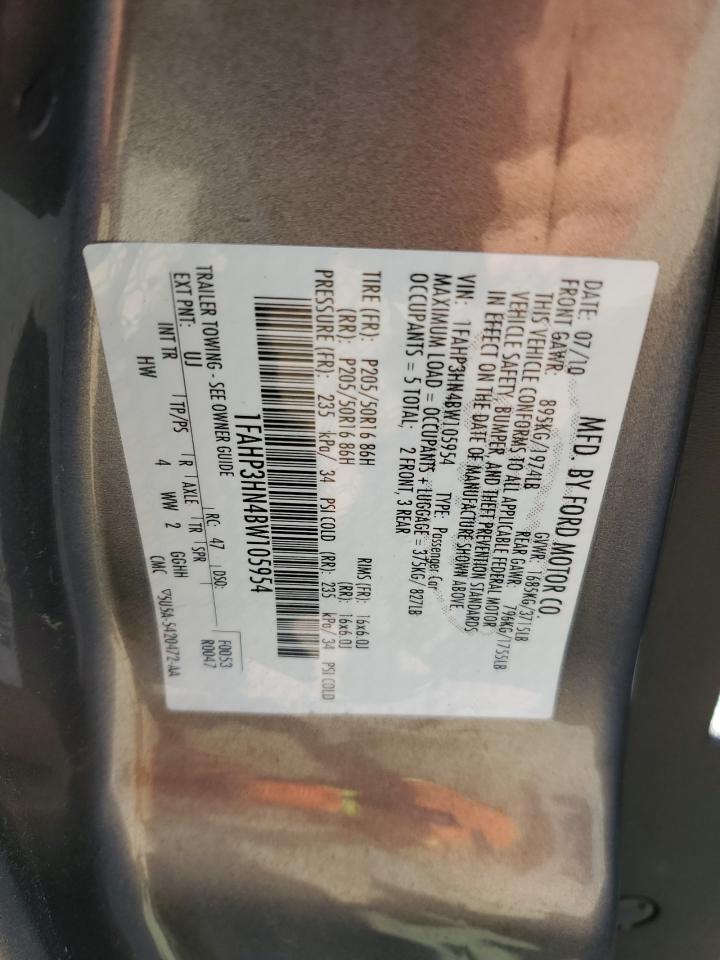 MFD. BY FORD MOTOR CO.
DATE: 07/10 GVWR: 1685KG/3715LB
FRONT GAWR: 895KG/1974LB REAR GAWR: 796KG/1755LB
THIS VEHICLE CONFORMS TO ALL APPLICABLE FEDERAL MOTOR
VEHICLE SAFETY, BUMPER, AND THEFT PREVENTION STANDARDS
IN EFFECT ON THE DATE OF MANUFACTURE SHOWN ABOVE.
VIN: 1FAHP3HN4BW105954 TYPE: Passenger Car
MAXIMUM LOAD = OCCUPANTS + LUGGAGE = 375KG/ 827LB
OCCUPANTS = 5 TOTAL; 2 FRONT, 3 REAR
TIRE (FR): P205/50R16 86H RIMS (FR): 16x6.0J
(RR): P205/50R16 86H (RR): 16x6.0J
PRESSURE (FR): 235 kPa/ 34 PSI COLD (RR): 235 kPa/ 34 PSI COLD
1FAHP3HN4BW105954
TRAILER TOWING - SEE OWNER GUIDE F0053
EXT PNT: UJ RC: 47 DSO: R0047
INT TR TP/PS R AXLE TR SPR
HW 4 WW 2 GGHH
CMC 5U5A-5420472-AA